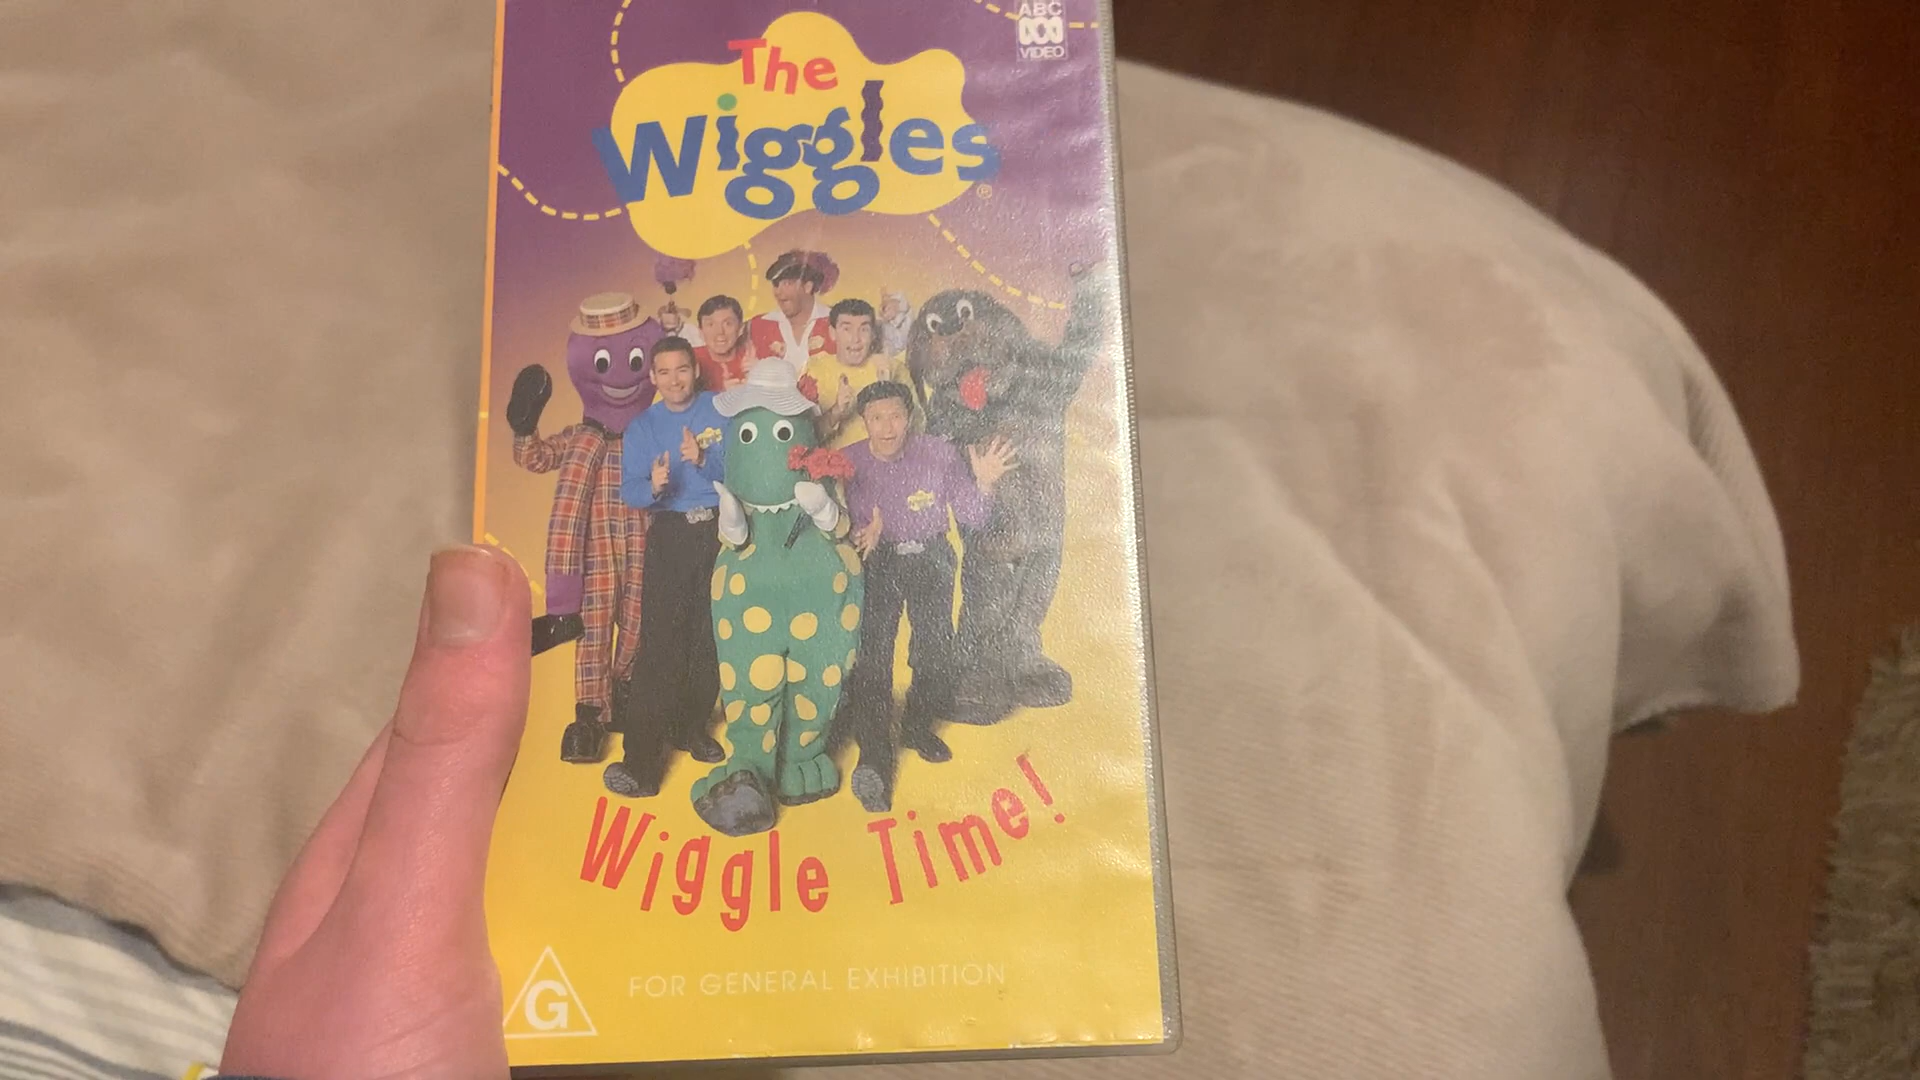 ABC
VIDEO
The
Wiggles
®
Wiggle Time!
G
FOR GENERAL EXHIBITION